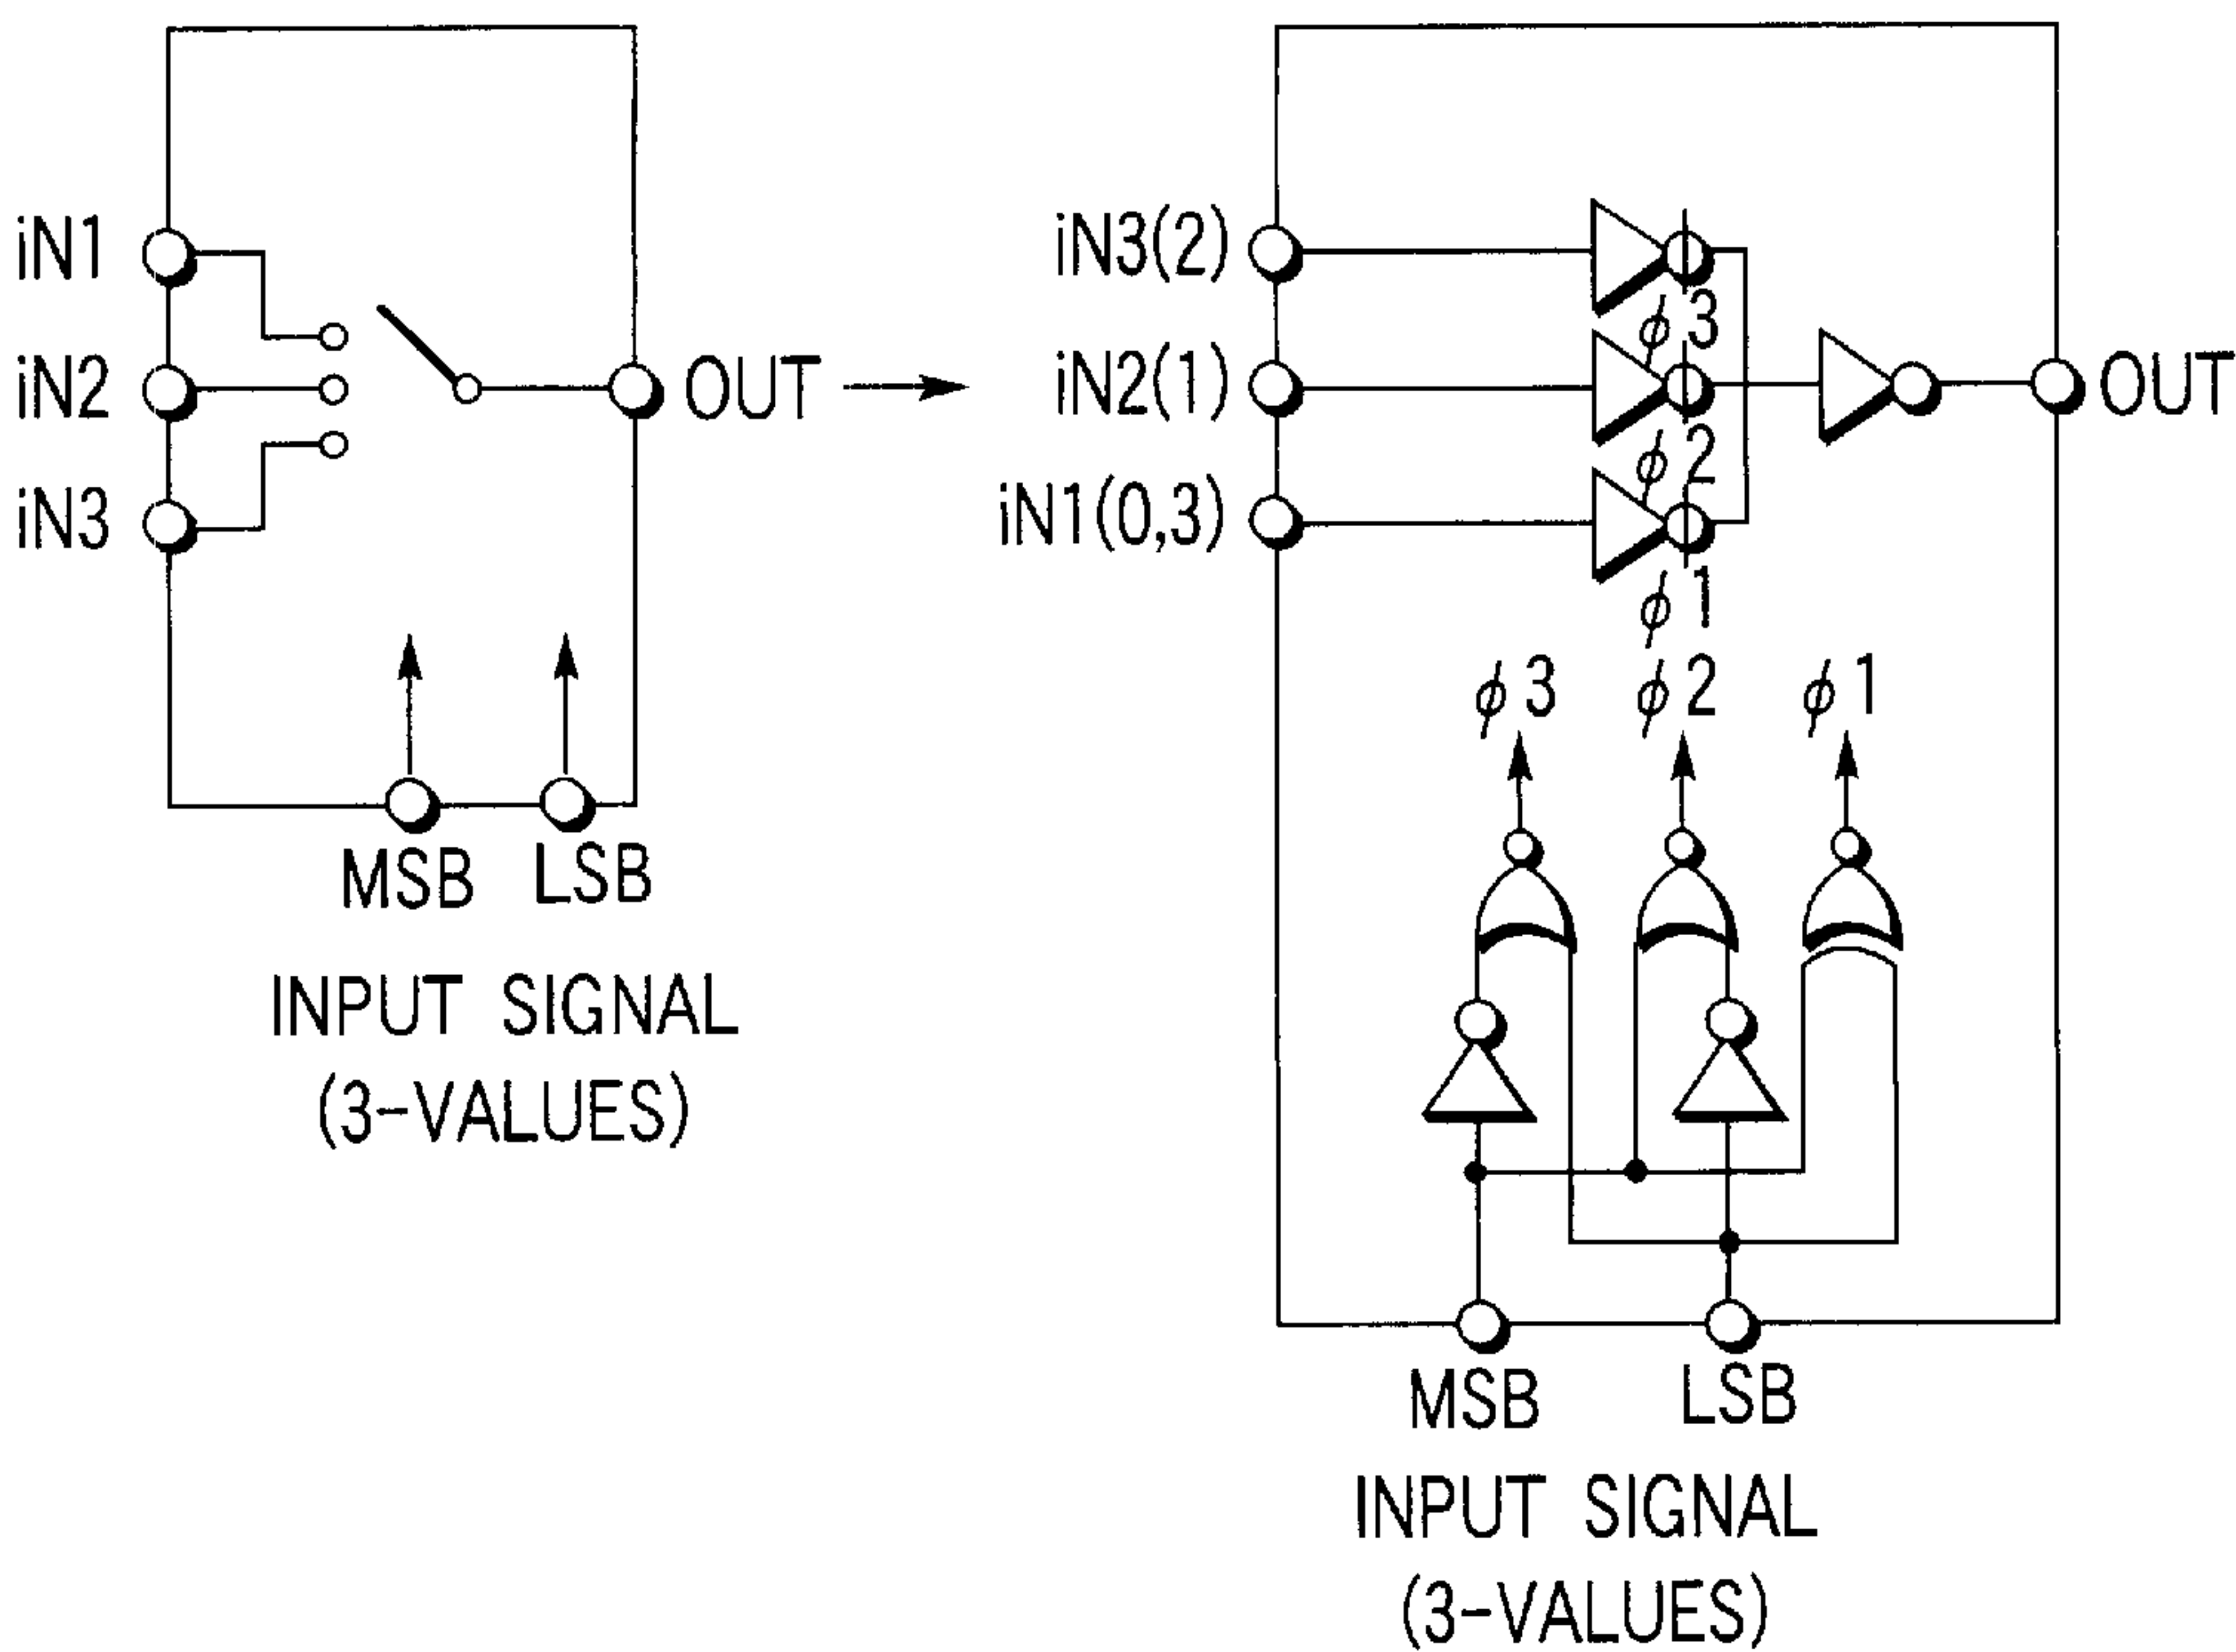 iN1
iN2
iN3
OUT
MSB
LSB
INPUT SIGNAL
(3-VALUES)
iN3(2)
iN2(1)
iN1(0,3)
ϕ3
ϕ2
ϕ1
OUT
ϕ3
ϕ2
ϕ1
MSB
LSB
INPUT SIGNAL
(3-VALUES)